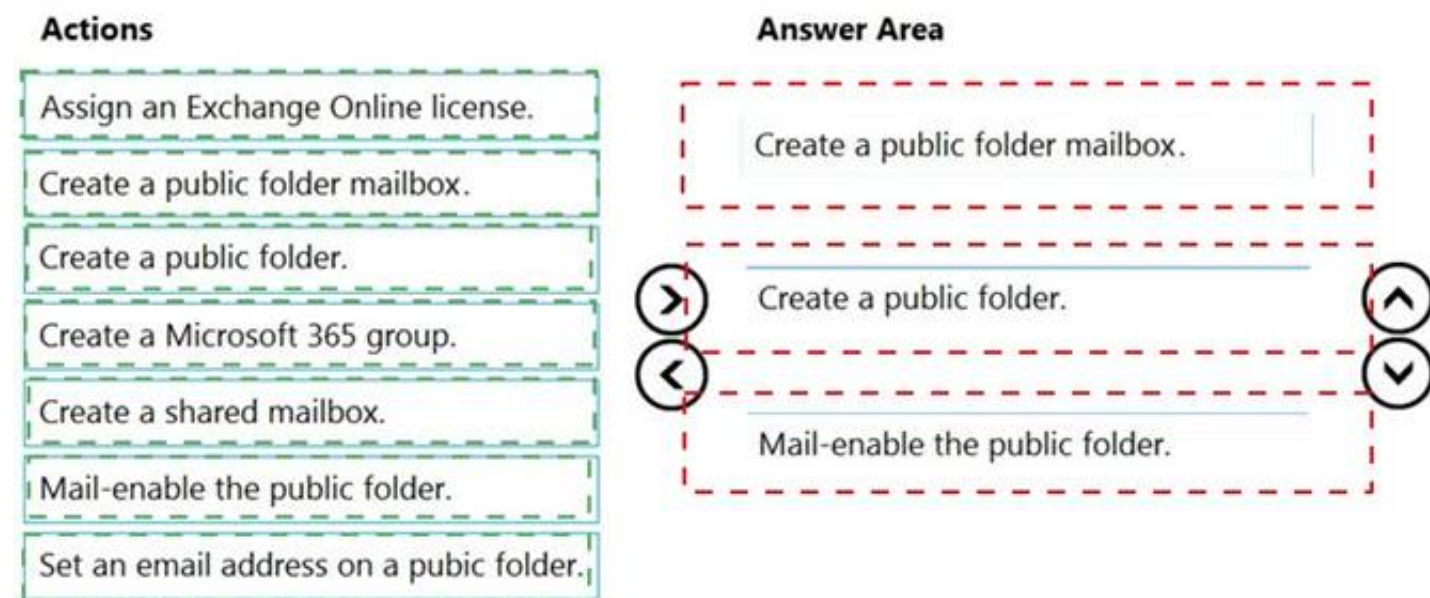 Actions
Assign an Exchange Online license.
Create a public folder mailbox.
Create a public folder.
Create a Microsoft 365 group.
Create a shared mailbox.
Mail-enable the public folder.
Set an email address on a pubic folder.
Answer Area
Create a public folder mailbox.
Create a public folder.
Mail-enable the public folder.